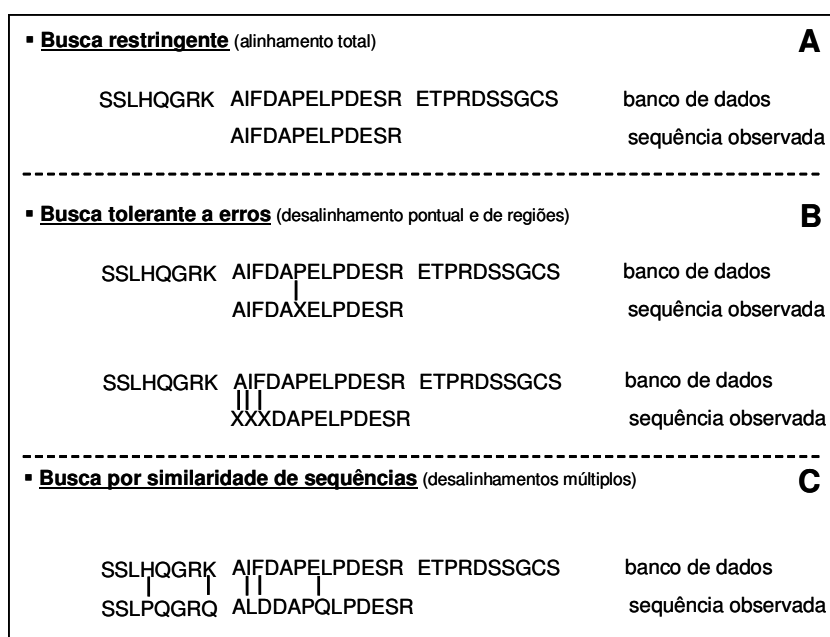 ▪ Busca restringente (alinhamento total) A
SSLHQGRK AIFDAPELPDESR ETPRDSSGCS banco de dados
AIFDAPELPDESR sequência observada
▪ Busca tolerante a erros (desalinhamento pontual e de regiões) B
SSLHQGRK AIFDAPELPDESR ETPRDSSGCS banco de dados
AIFDAXELPDESR sequência observada
SSLHQGRK AIFDAPELPDESR ETPRDSSGCS banco de dados
XXXDAPELPDESR sequência observada
▪ Busca por similaridade de sequências (desalinhamentos múltiplos) C
SSLHQGRK AIFDAPELPDESR ETPRDSSGCS banco de dados
SSLPQGRQ ALDDAPQLPDESR sequência observada